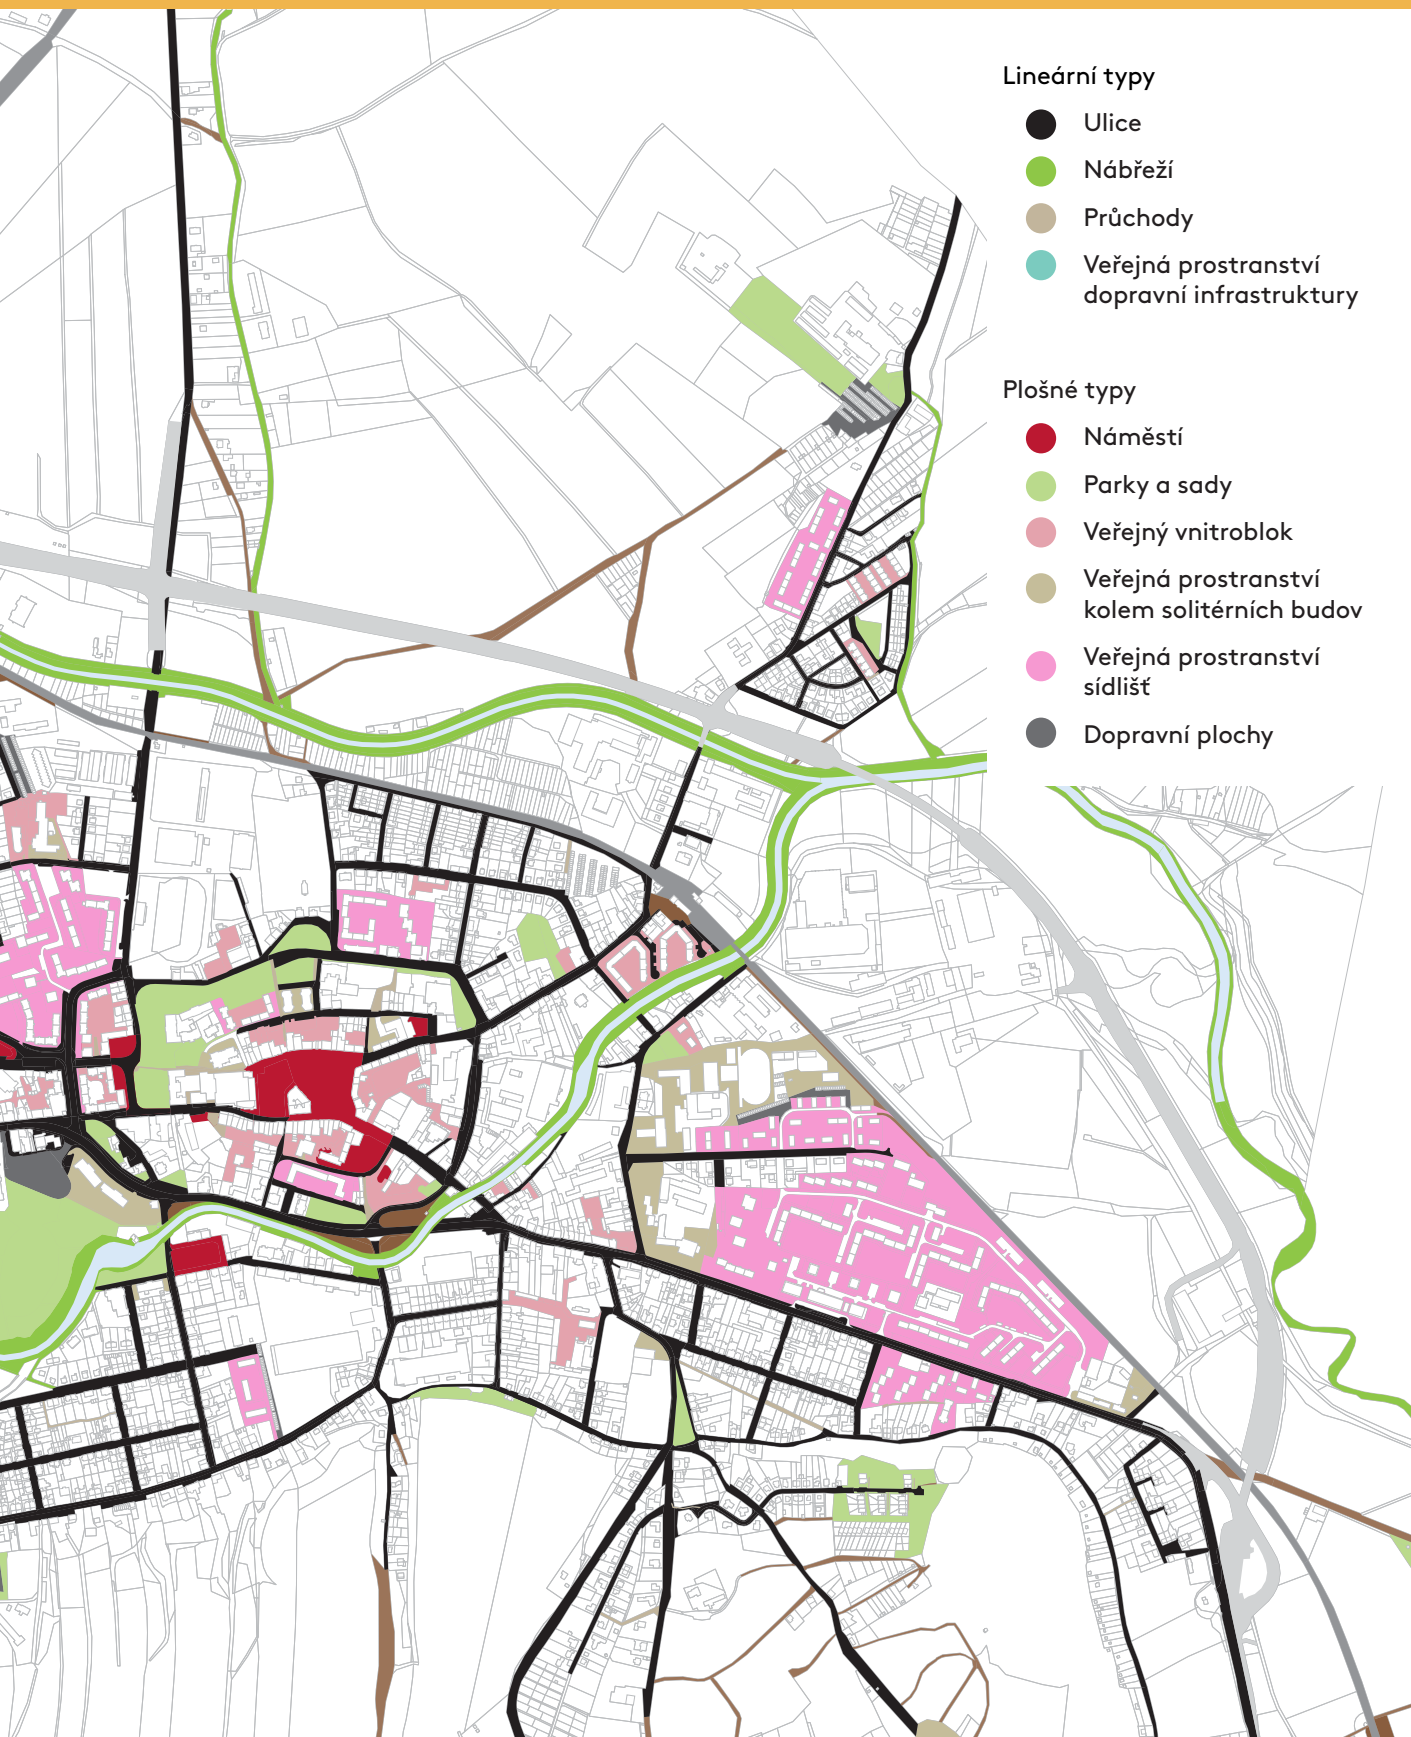 Lineární typy
Ulice
Nábřeží
Průchody
Veřejná prostranství
dopravní infrastruktury
Plošné typy
Náměstí
Parky a sady
Veřejný vnitroblok
Veřejná prostranství
kolem solitérních budov
Veřejná prostranství
sídlišť
Dopravní plochy